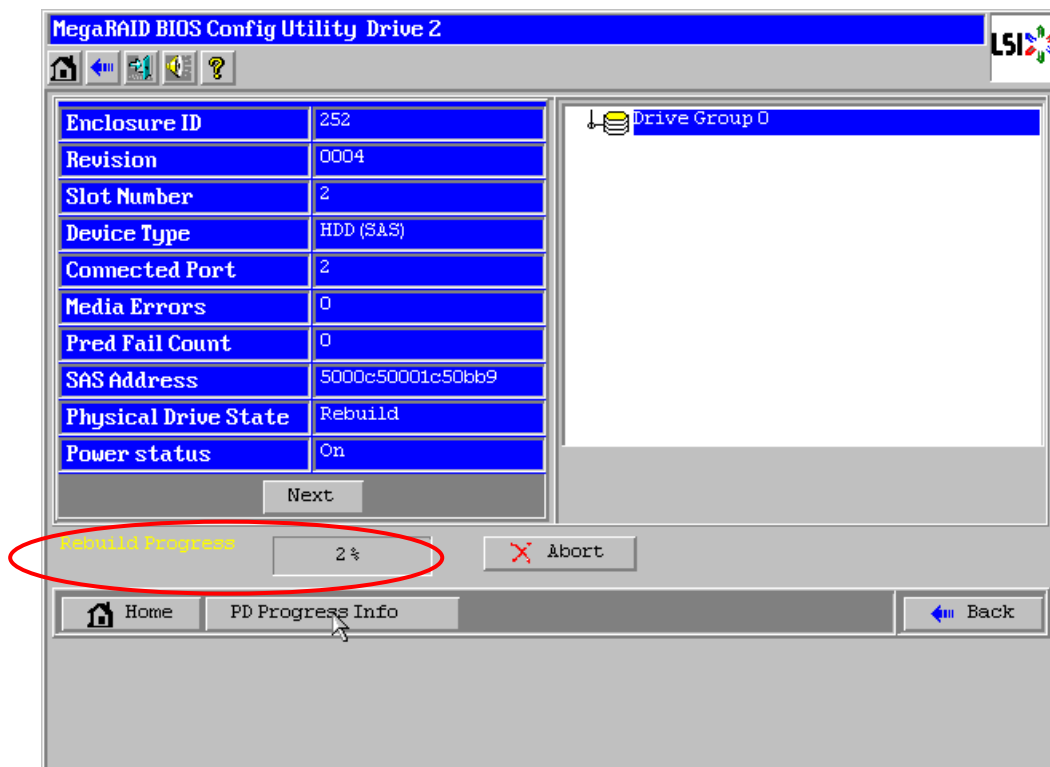 MegaRAID BIOS Config Utility Drive 2
LSI
Enclosure ID 252
Revision 0004
Slot Number 2
Device Type HDD (SAS)
Connected Port 2
Media Errors 0
Pred Fail Count 0
SAS Address 5000c50001c50bb9
Physical Drive State Rebuild
Power status On
Next
Drive Group 0
Rebuild Progress 2 %
Abort
Home PD Progress Info Back